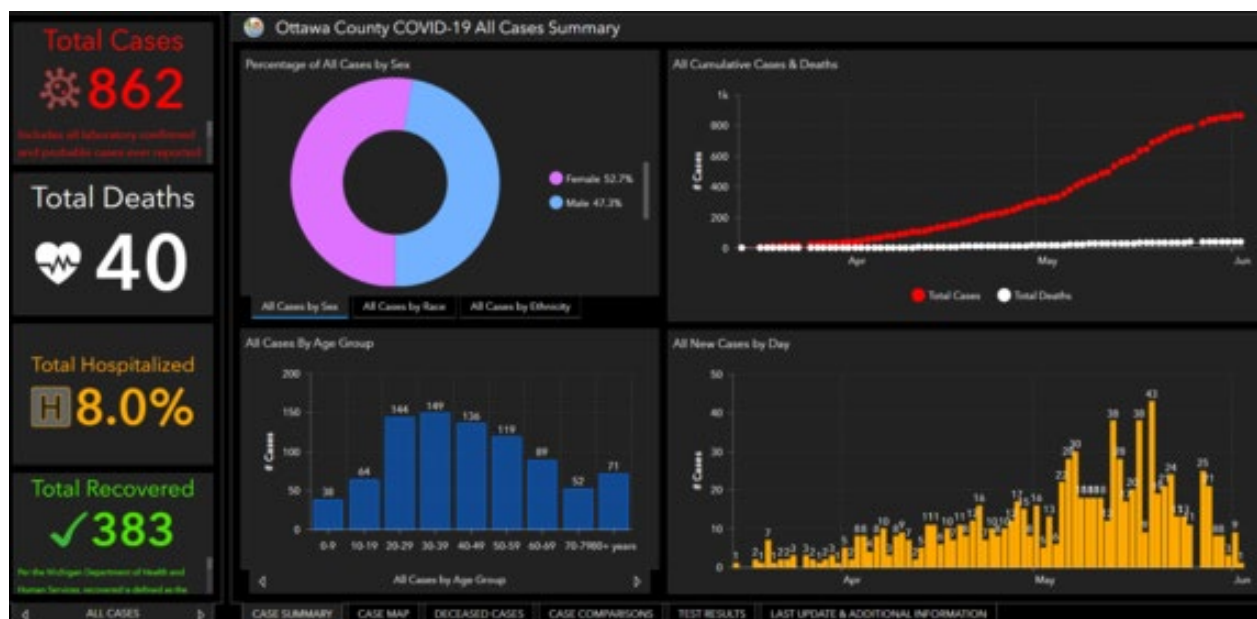 Total Cases
862
Includes all laboratory confirmed
and probable cases ever reported
Total Deaths
40
Total Hospitalized
H 8.0%
Total Recovered
383
Per the Michigan Department of Health and
Human Services, recovered is defined as the
ALL CASES
Ottawa County COVID-19 All Cases Summary
Percentage of All Cases by Sex
Female 52.7%
Male 47.3%
All Cases by Sex
All Cases by Race
All Cases by Ethnicity
All Cumulative Cases & Deaths
# Cases
1k
800
600
400
200
0
Apr
May
Jun
Total Cases
Total Deaths
All Cases By Age Group
# Cases
200
150
100
50
0
38
64
144
149
136
119
89
52
71
0-9
10-19
20-29
30-39
40-49
50-59
60-69
70-79
80+ years
All Cases by Age Group
All New Cases by Day
# Cases
50
40
30
20
10
0
16
17
16
22
28
30
38
28
20
38
43
24
25
21
Apr
May
Jun
CASE SUMMARY
CASE MAP
DECEASED CASES
CASE COMPARISONS
TEST RESULTS
LAST UPDATE & ADDITIONAL INFORMATION